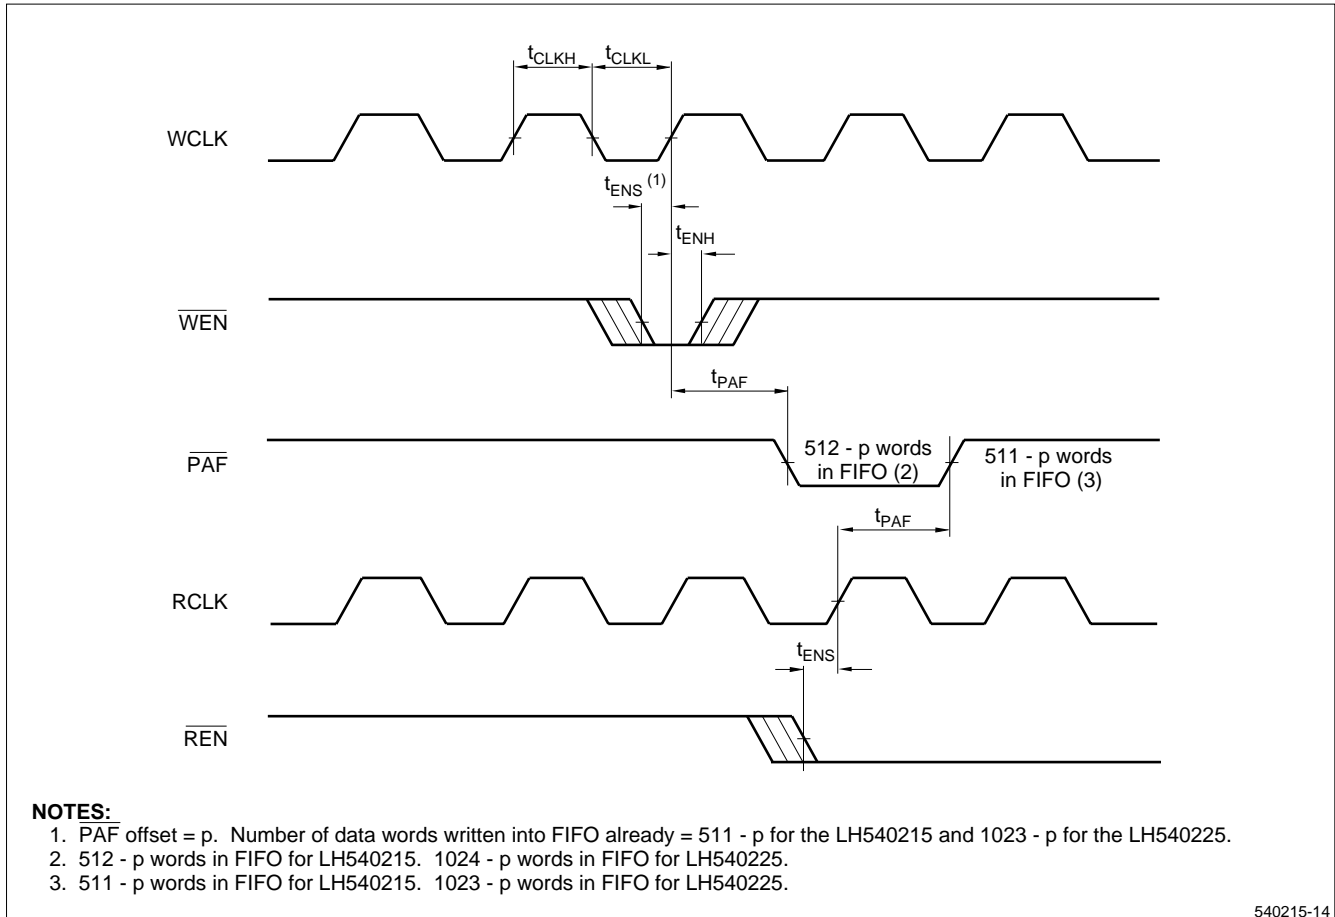 tCLKH tCLKL
WCLK
tENS (1)
tENH
WEN
tPAF
PAF
512 - p words
in FIFO (2)
511 - p words
in FIFO (3)
tPAF
RCLK
tENS
REN
NOTES:
1. PAF offset = p. Number of data words written into FIFO already = 511 - p for the LH540215 and 1023 - p for the LH540225.
2. 512 - p words in FIFO for LH540215. 1024 - p words in FIFO for LH540225.
3. 511 - p words in FIFO for LH540215. 1023 - p words in FIFO for LH540225.
540215-14